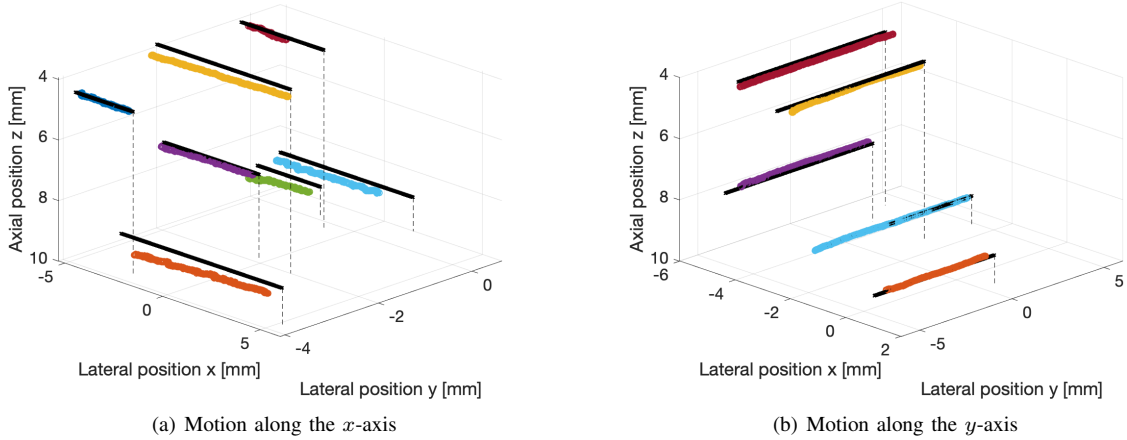 4
6
8
10
Axial position z [mm]
-5
0
5
Lateral position x [mm]
-4
-2
0
Lateral position y [mm]
(a) Motion along the x-axis
4
6
8
10
Axial position z [mm]
-6
-4
-2
0
2
Lateral position x [mm]
-5
0
5
Lateral position y [mm]
(b) Motion along the y-axis